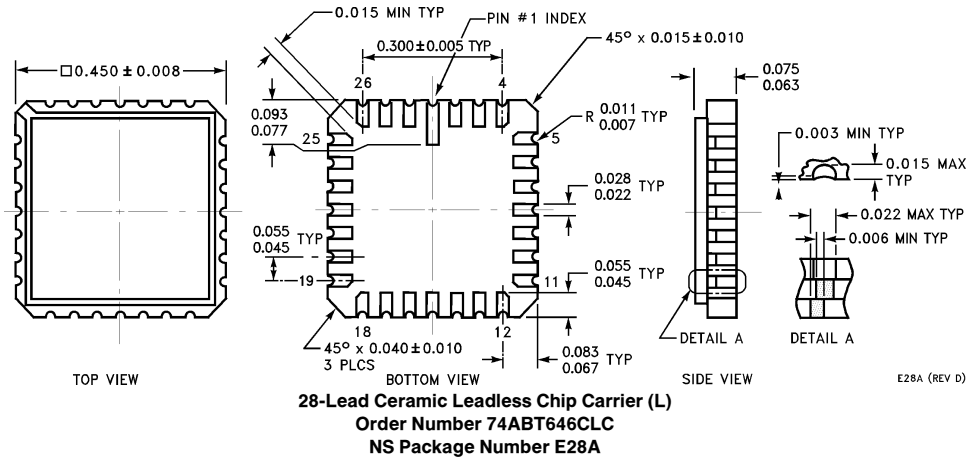 0.015 MIN TYP
PIN #1 INDEX
0.300±0.005 TYP
45° x 0.015±0.010
□0.450 ± 0.008
26
4
0.075
0.063
0.093
0.077
25
R 0.011
0.007 TYP
5
0.003 MIN TYP
0.015 MAX
TYP
0.028
0.022 TYP
0.022 MAX TYP
0.006 MIN TYP
0.055
0.045 TYP
19
11
0.055
0.045 TYP
18
12
45° x 0.040±0.010
3 PLCS
0.083
0.067 TYP
DETAIL A
DETAIL A
TOP VIEW
BOTTOM VIEW
SIDE VIEW
E28A (REV D)
28-Lead Ceramic Leadless Chip Carrier (L)
Order Number 74ABT646CLC
NS Package Number E28A